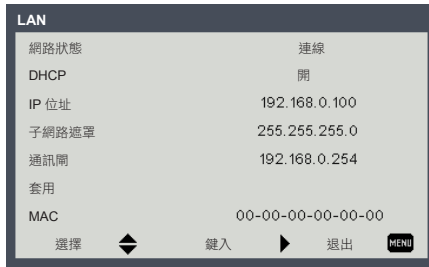 LAN
網路狀態 連線
DHCP 開
IP 位址 192.168.0.100
子網路遮罩 255.255.255.0
通訊閘 192.168.0.254
套用
MAC 00-00-00-00-00-00
選擇 鍵入 退出 MENU